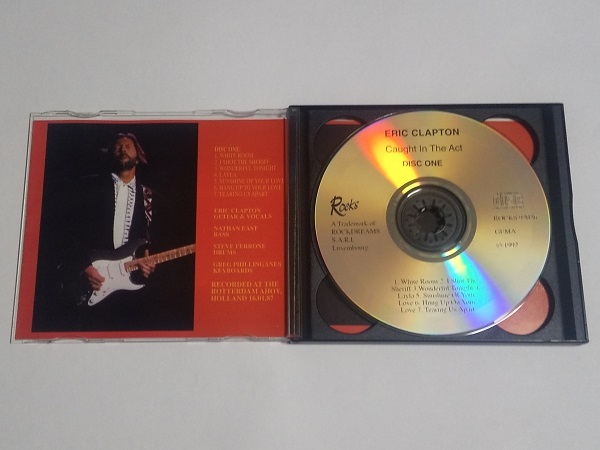 DISC ONE
1. WHITE ROOM
2. I SHOT THE SHERIFF
3. WONDERFUL TONIGHT
4. LAYLA
5. SUNSHINE OF YOUR LOVE
6. HUNG UP ON YOUR LOVE
7. TEARING US APART
ERIC CLAPTON
GUITAR & VOCALS
NATHAN EAST
BASS
STEVE FERRONE
DRUMS
GREG PHILLINGANES
KEYBOARDS
RECORDED AT THE
ROTTERDAM AHOY,
HOLLAND 16.01.87
ERIC CLAPTON
Caught In The Act
DISC ONE
Rocks
A Trademark of
ROCKDREAMS
S.A.R.L
Luxembourg
GEMA
1. White Room 2. I Shot The
Sheriff 3. Wonderful Tonight 4.
Layla 5. Sunshine Of Your
Love 6. Hung Up On Your
Love 7. Tearing Us Apart